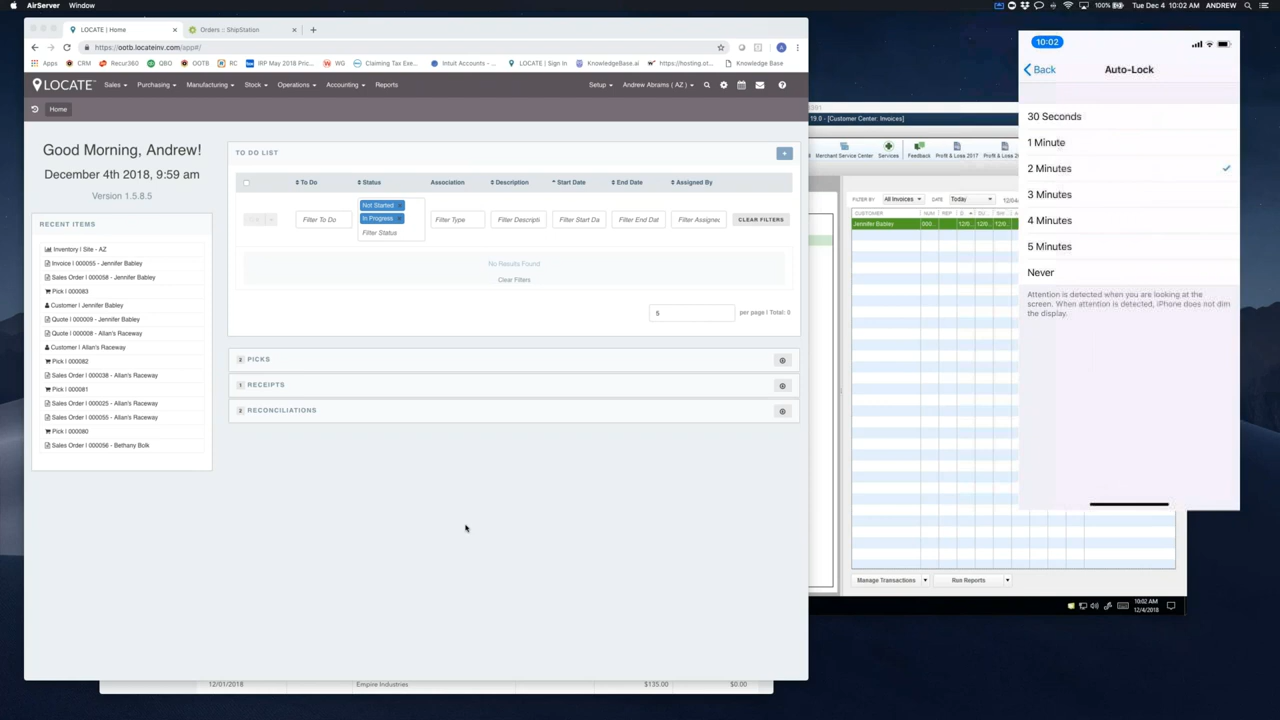 AirServer Window
100% Tue Dec 4 10:02 AM ANDREW
LOCATE | Home
Orders :: ShipStation
https://ootb.locateinv.com/app#/
Apps CRM Recur360 QBO OOTB RC IRP May 2018 Pric... WG Claiming Tax Exe... Intuit Accounts - ... LOCATE | Sign In KnowledgeBase.ai https://hosting.ot... Knowledge Base
LOCATE
Sales Purchasing Manufacturing Stock Operations Accounting Reports
Setup Andrew Abrams ( AZ )
Home
Good Morning, Andrew!
December 4th 2018, 9:59 am
Version 1.5.8.5
RECENT ITEMS
Inventory | Site - AZ
Invoice | 000055 - Jennifer Babley
Sales Order | 000058 - Jennifer Babley
Pick | 000083
Customer | Jennifer Babley
Quote | 000009 - Jennifer Babley
Quote | 000008 - Allan's Raceway
Customer | Allan's Raceway
Pick | 000082
Sales Order | 000038 - Allan's Raceway
Pick | 000081
Sales Order | 000025 - Allan's Raceway
Sales Order | 000055 - Allan's Raceway
Pick | 000080
Sales Order | 000056 - Bethany Bolk
TO DO LIST
To Do Status Association Description Start Date End Date Assigned By
Not Started
In Progress
Filter Status
Filter To Do Filter Type Filter Descripti Filter Start Da Filter End Dat Filter Assignee CLEAR FILTERS
No Results Found
Clear Filters
5 per page | Total: 0
2 PICKS
1 RECEIPTS
RECONCILIATIONS
12/01/2018 Empire Industries $135.00 $0.00
19.0 - [Customer Center: Invoices]
Merchant Service Center Services Feedback Profit & Loss 2017
FILTER BY All Invoices DATE Today
CUSTOMER NUM REP
Jennifer Babley
Manage Transactions Run Reports
10:02 AM
12/4/2018
10:02
Back Auto-Lock
30 Seconds
1 Minute
2 Minutes
3 Minutes
4 Minutes
5 Minutes
Never
Attention is detected when you are looking at the
screen. When attention is detected, iPhone does not dim
the display.